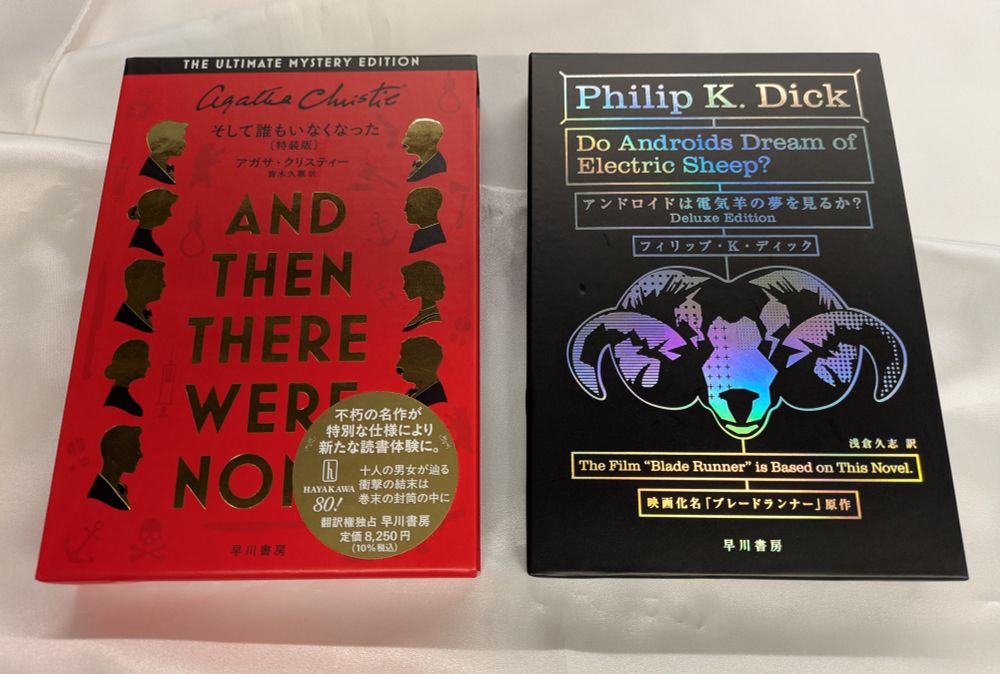 THE ULTIMATE MYSTERY EDITION
Agatha Christie
そして誰もいなくなった
〔特装版〕
アガサ・クリスティー
青木久惠 訳
AND
THEN
THERE
WERE
NON
不朽の名作が
特別な仕様により
新たな読書体験に。
h
HAYAKAWA
80!
十人の男女が辿る
衝撃の結末は
巻末の封筒の中に
翻訳権独占 早川書房
定価8,250円
(10%税込)
早川書房
Philip K. Dick
Do Androids Dream of
Electric Sheep?
アンドロイドは電気羊の夢を見るか?
Deluxe Edition
フィリップ・K・ディック
浅倉久志 訳
The Film “Blade Runner” is Based on This Novel.
映画化名「ブレードランナー」原作
早川書房